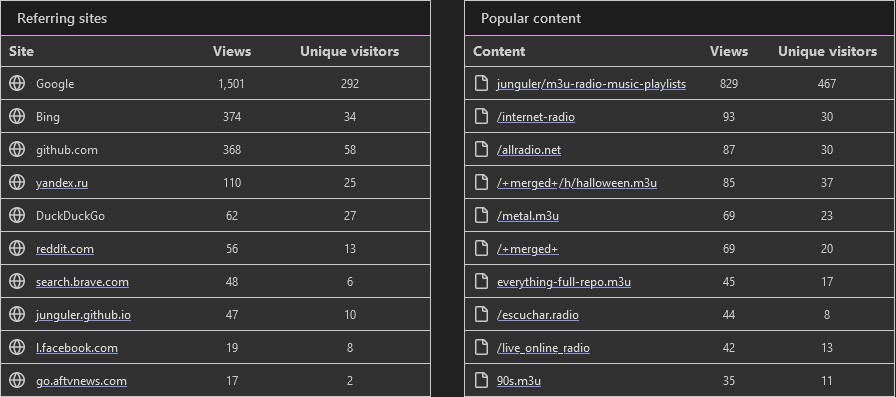 Referring sites
Site Views Unique visitors
Google 1,501 292
Bing 374 34
github.com 368 58
yandex.ru 110 25
DuckDuckGo 62 27
reddit.com 56 13
search.brave.com 48 6
junguler.github.io 47 10
l.facebook.com 19 8
go.aftvnews.com 17 2
Popular content
Content Views Unique visitors
junguler/m3u-radio-music-playlists 829 467
/internet-radio 93 30
/allradio.net 87 30
/+merged+/h/halloween.m3u 85 37
/metal.m3u 69 23
/+merged+ 69 20
everything-full-repo.m3u 45 17
/escuchar.radio 44 8
/live_online_radio 42 13
90s.m3u 35 11